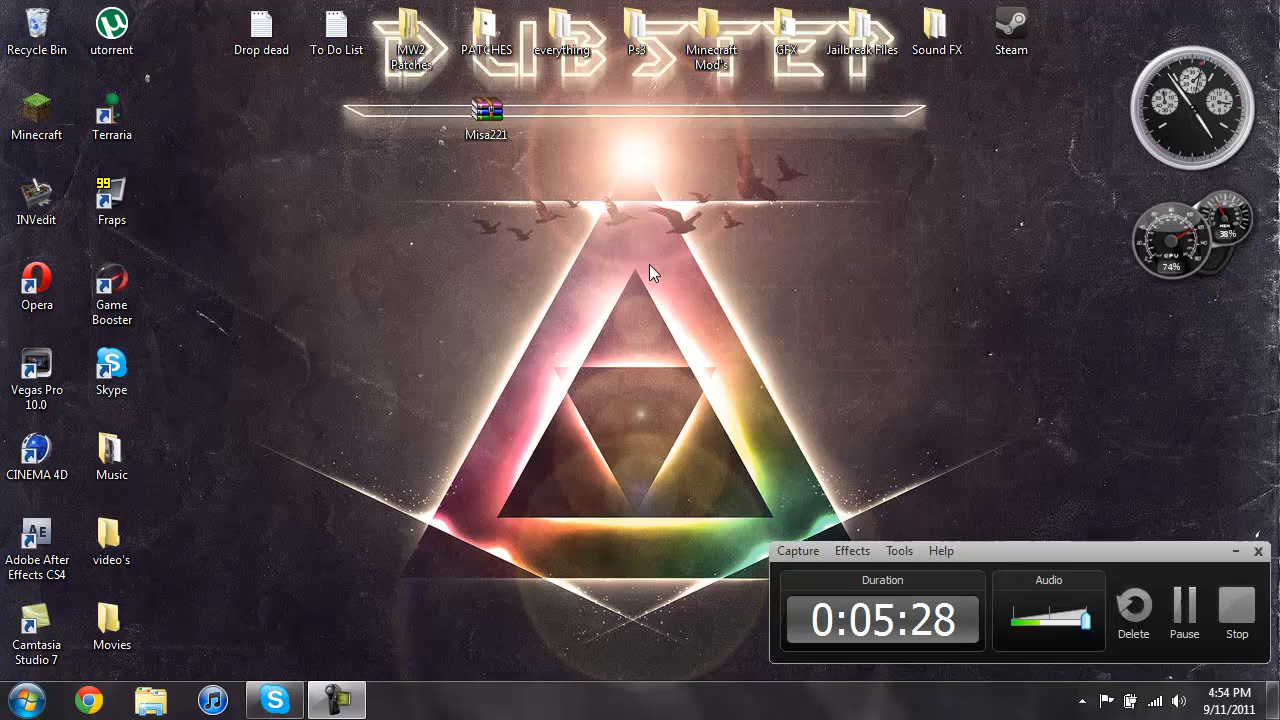 DUBSTEP
Recycle Bin
utorrent
Drop dead
To Do List
MW2
Patches
PATCHES
everything
Ps3
Minecraft
Mod's
GFX
Jailbreak Files
Sound FX
Steam
Minecraft
Terraria
Misa221
INVedit
99
Fraps
Opera
Game
Booster
Vegas Pro
10.0
Skype
CINEMA 4D
Music
AE
Adobe After
Effects CS4
video's
Camtasia
Studio 7
Movies
CPU
74%
MEM
38%
Capture
Effects
Tools
Help
Duration
0:05:28
Audio
Delete
Pause
Stop
4:54 PM
9/11/2011